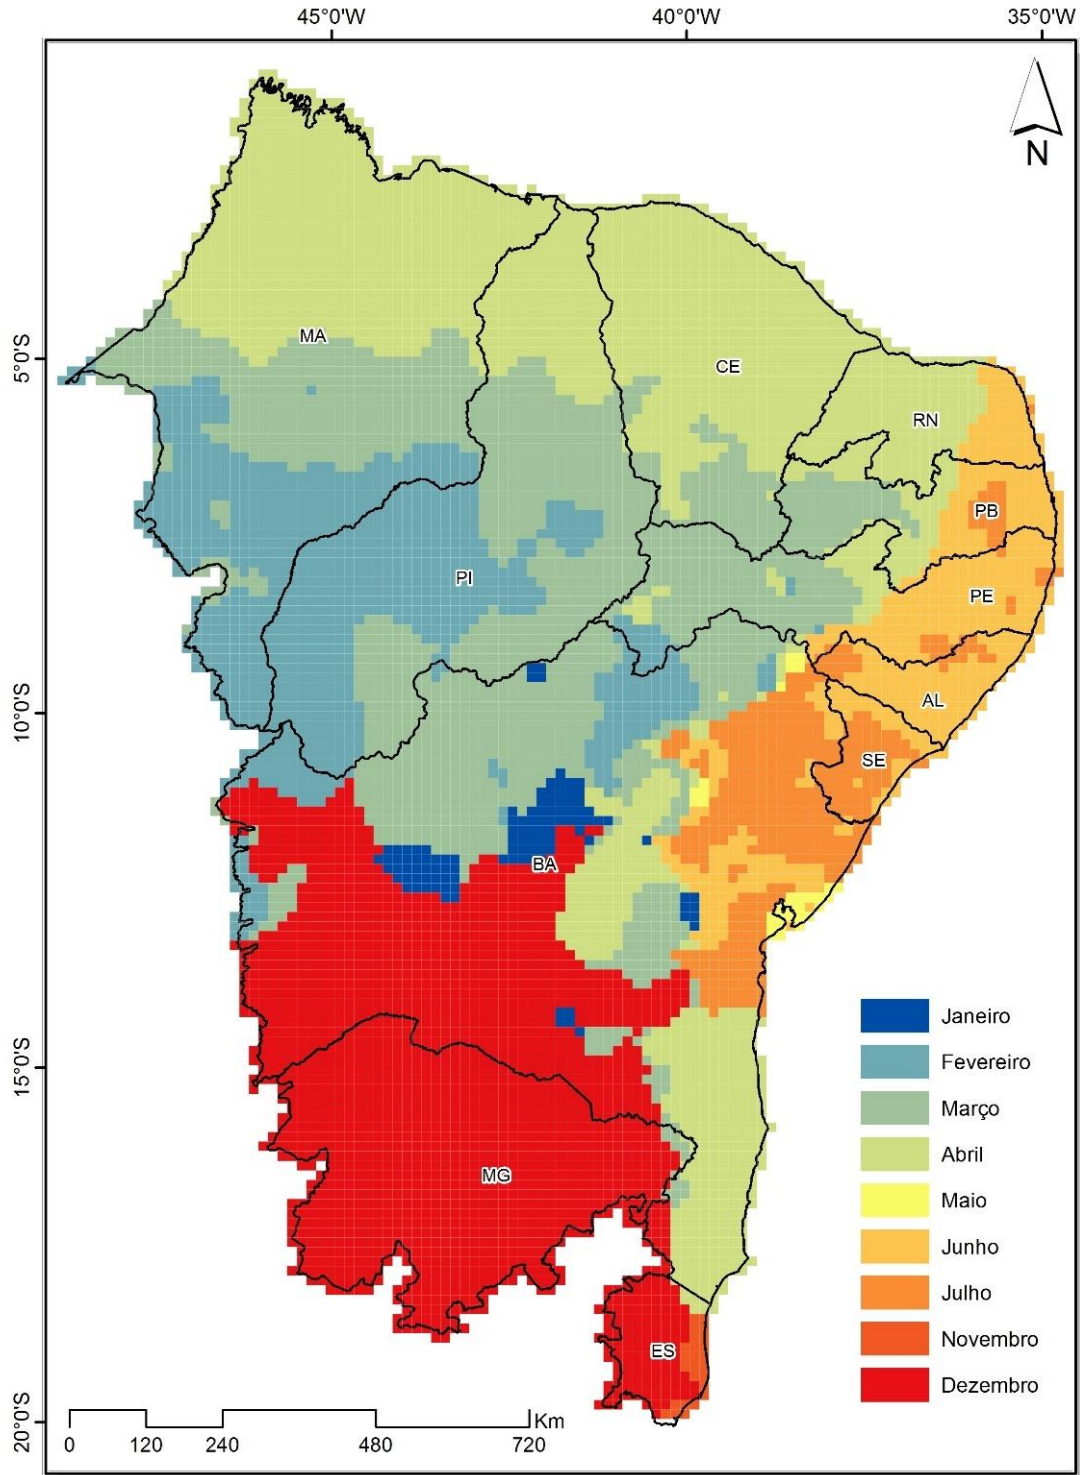 45°0'W 40°0'W 35°0'W
N
5°0'S
10°0'S
15°0'S
20°0'S
MA
CE
RN
PB
PI
PE
AL
SE
BA
MG
ES
Janeiro
Fevereiro
Março
Abril
Maio
Junho
Julho
Novembro
Dezembro
Km
0 120 240 480 720